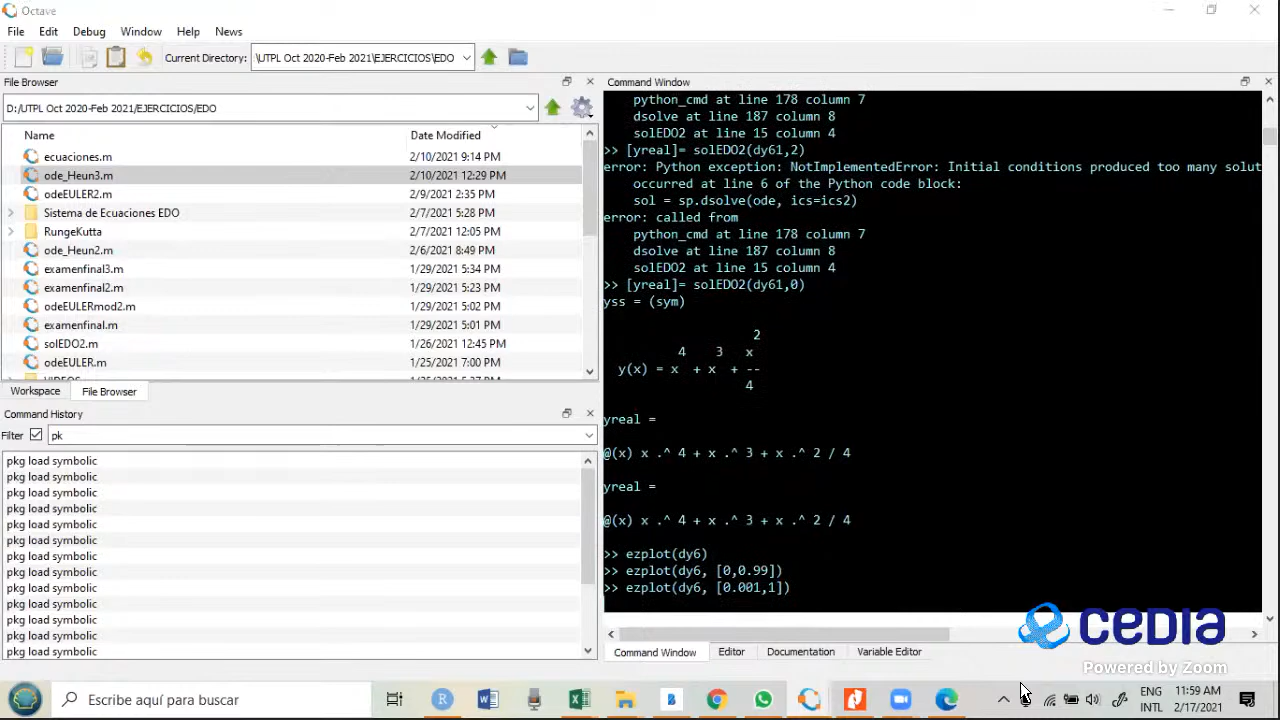 Octave
File Edit Debug Window Help News
Current Directory: \UTPL Oct 2020-Feb 2021\EJERCICIOS\EDO
File Browser
D:/UTPL Oct 2020-Feb 2021/EJERCICIOS/EDO
Name Date Modified
ecuaciones.m 2/10/2021 9:14 PM
ode_Heun3.m 2/10/2021 12:29 PM
odeEULER2.m 2/9/2021 2:35 PM
Sistema de Ecuaciones EDO 2/7/2021 5:28 PM
RungeKutta 2/7/2021 12:05 PM
ode_Heun2.m 2/6/2021 8:49 PM
examenfinal3.m 1/29/2021 5:34 PM
examenfinal2.m 1/29/2021 5:23 PM
odeEULERmod2.m 1/29/2021 5:02 PM
examenfinal.m 1/29/2021 5:01 PM
solEDO2.m 1/26/2021 12:45 PM
odeEULER.m 1/25/2021 7:00 PM
Workspace File Browser
Command History
Filter pk
pkg load symbolic
pkg load symbolic
pkg load symbolic
pkg load symbolic
pkg load symbolic
pkg load symbolic
pkg load symbolic
pkg load symbolic
pkg load symbolic
pkg load symbolic
pkg load symbolic
pkg load symbolic
pkg load symbolic
Command Window
python_cmd at line 178 column 7
dsolve at line 187 column 8
solEDO2 at line 15 column 4
>> [yreal]= solEDO2(dy61,2)
error: Python exception: NotImplementedError: Initial conditions produced too many solut
occurred at line 6 of the Python code block:
sol = sp.dsolve(ode, ics=ics2)
error: called from
python_cmd at line 178 column 7
dsolve at line 187 column 8
solEDO2 at line 15 column 4
>> [yreal]= solEDO2(dy61,0)
yss = (sym)
2
4 3 x
y(x) = x + x + --
4
yreal =
@(x) x .^ 4 + x .^ 3 + x .^ 2 / 4
yreal =
@(x) x .^ 4 + x .^ 3 + x .^ 2 / 4
>> ezplot(dy6)
>> ezplot(dy6, [0,0.99])
>> ezplot(dy6, [0.001,1])
cedia
Powered by Zoom
Command Window Editor Documentation Variable Editor
Escribe aquí para buscar
ENG 11:59 AM
INTL 2/17/2021